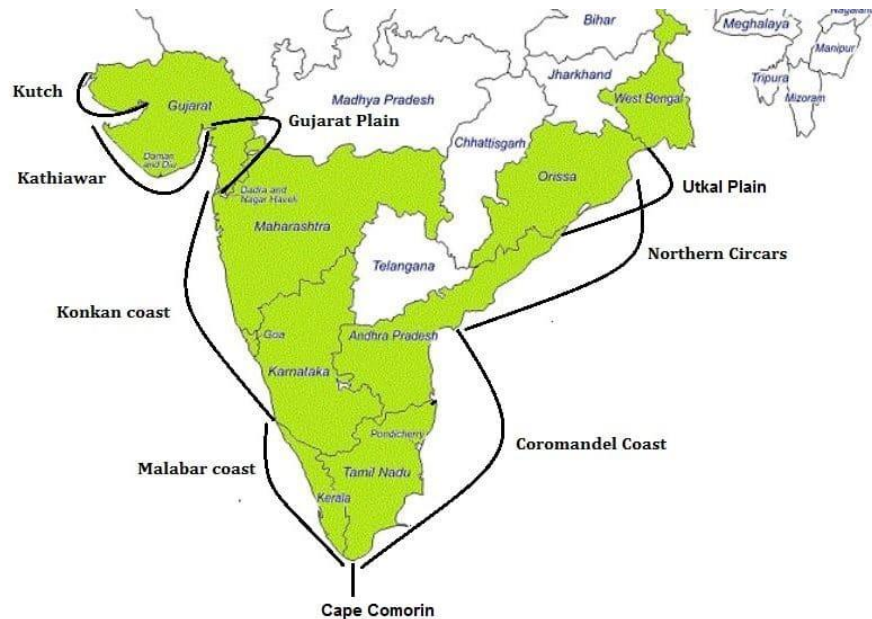 Bihar
Meghalaya
Nagaland
Manipur
Jharkhand
Tripura
Mizoram
West Bengal
Kutch
Gujarat
Madhya Pradesh
Gujarat Plain
Chhattisgarh
Daman
and Diu
Kathiawar
Orissa
Utkal Plain
Dadra and
Nagar Haveli
Maharashtra
Northern Circars
Telangana
Konkan coast
Goa
Andhra Pradesh
Karnataka
Pondicherry
Coromandel Coast
Malabar coast
Tamil Nadu
Kerala
Cape Comorin